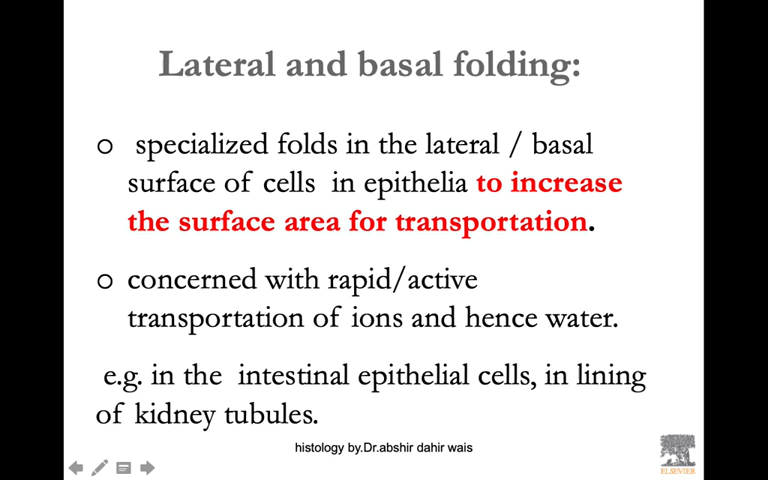 Lateral and basal folding:
specialized folds in the lateral / basal
surface of cells in epithelia to increase
the surface area for transportation.
concerned with rapid/active
transportation of ions and hence water.
e.g. in the intestinal epithelial cells, in lining
of kidney tubules.
histology by.Dr.abshir dahir wais
ELSEVIER